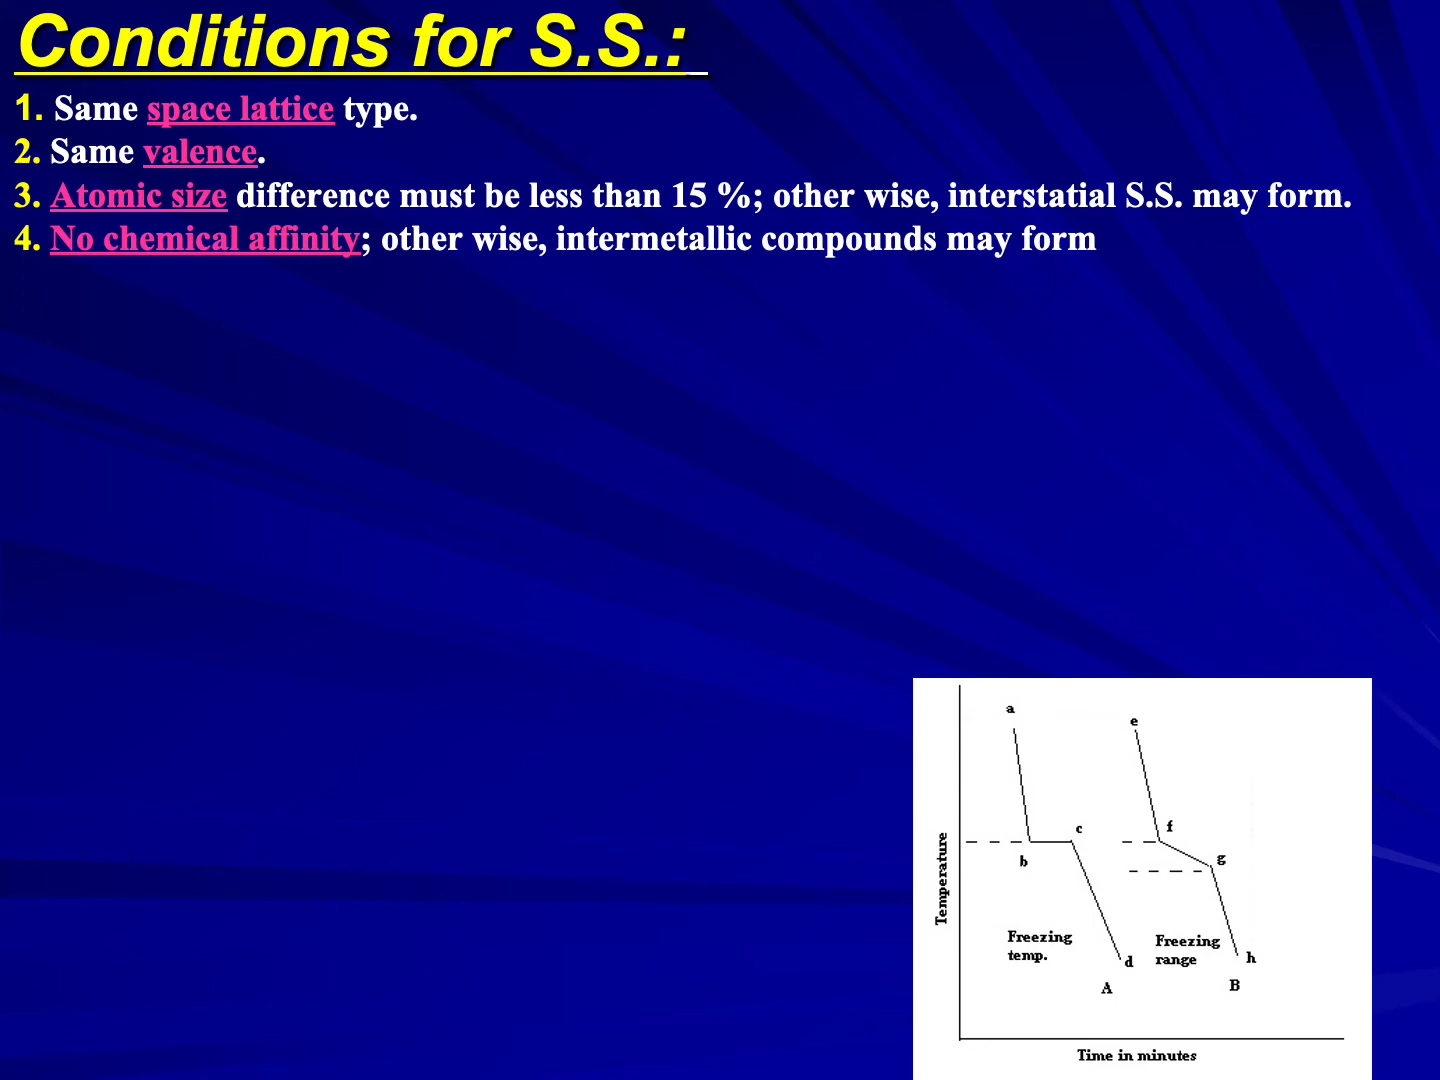 Conditions for S.S.:
1. Same space lattice type.
2. Same valence.
3. Atomic size difference must be less than 15 %; other wise, interstatial S.S. may form.
4. No chemical affinity; other wise, intermetallic compounds may form
a
e
c
f
b
g
Temperature
Freezing
temp.
d
Freezing
range
h
A
B
Time in minutes